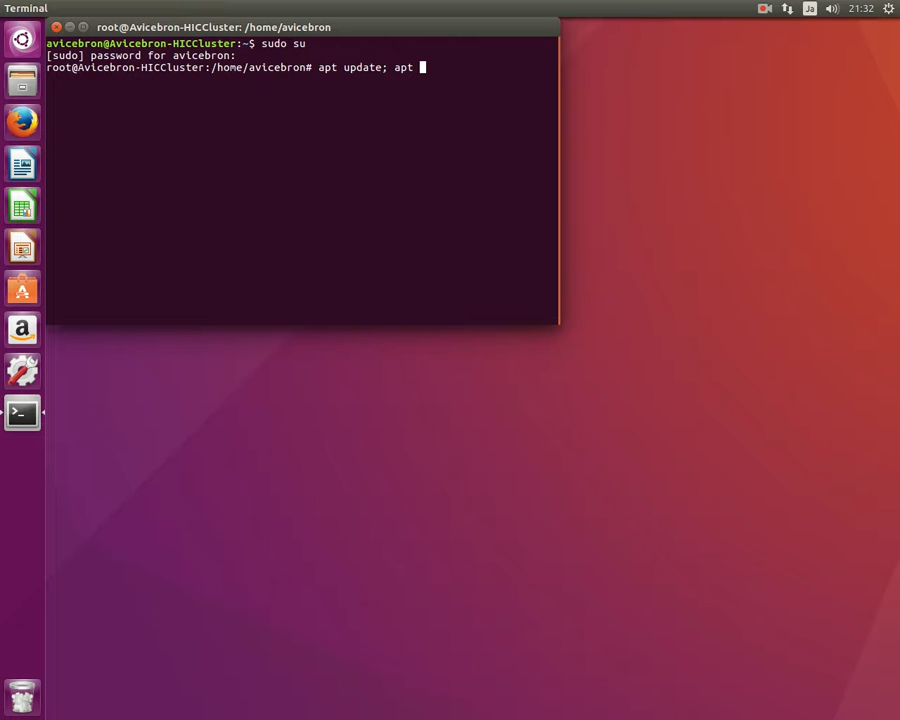 Terminal
Ja
21:32
root@Avicebron-HICCluster: /home/avicebron
avicebron@Avicebron-HICCluster:~$ sudo su
[sudo] password for avicebron:
root@Avicebron-HICCluster:/home/avicebron# apt update; apt